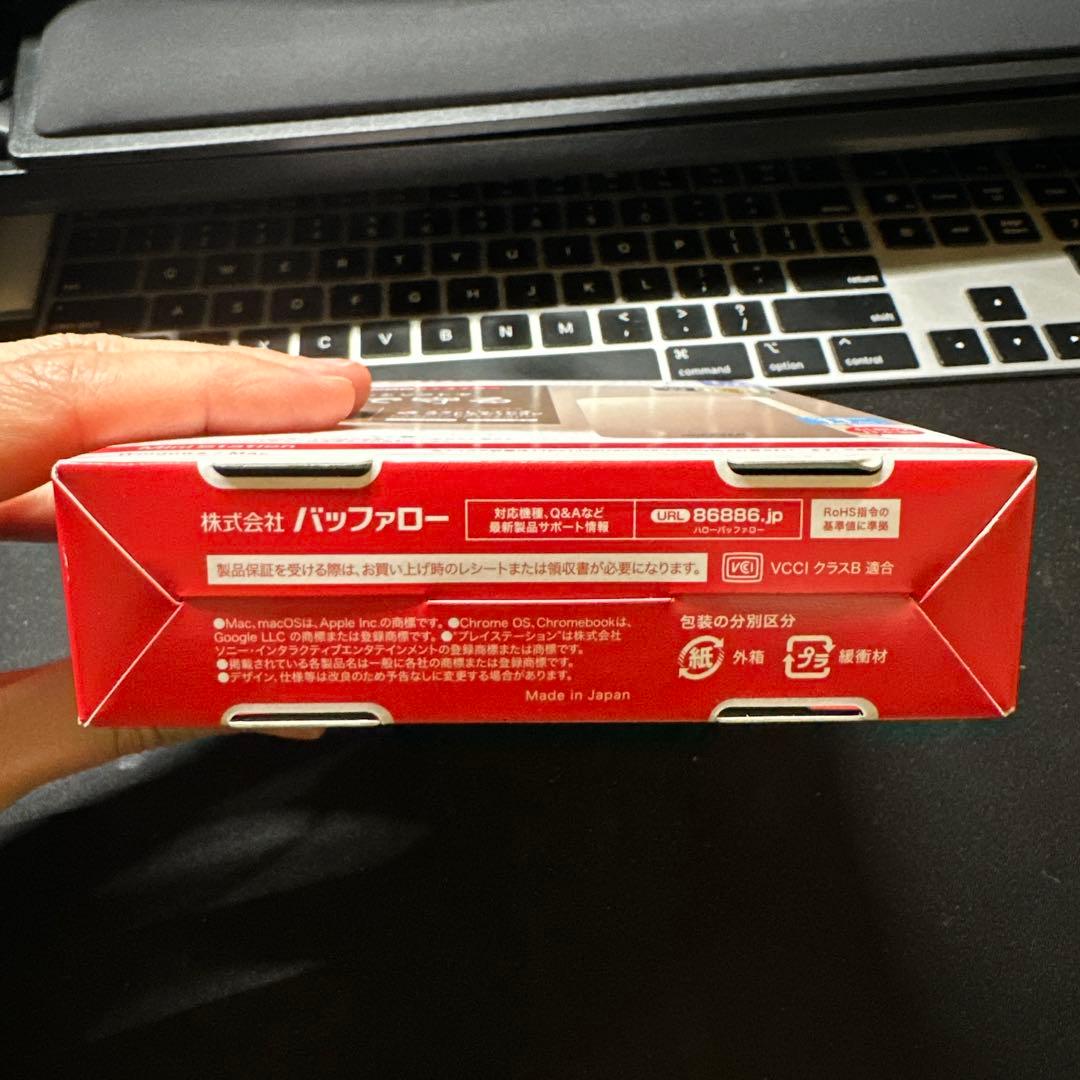 株式会社 バッファロー
対応機種、Q&Aなど
最新製品サポート情報
URL 86886.jp
ハローバッファロー
RoHS指令の
基準値に準拠
製品保証を受ける際は、お買い上げ時のレシートまたは領収書が必要になります。
VCCI VCCI クラスB 適合
●Mac、macOSは、Apple Inc.の商標です。●Chrome OS、Chromebookは、
Google LLC の商標または登録商標です。●"プレイステーション"は株式会社
ソニー・インタラクティブエンタテインメントの登録商標または商標です。
●掲載されている各製品名は一般に各社の商標または登録商標です。
●デザイン、仕様等は改良のため予告なしに変更する場合があります。
Made in Japan
包装の分別区分
紙 外箱
プラ 緩衝材
Q W E R T Y U I O P
return
A S D F G H J K L
shift
X C V B N M < , > . ? /
⌘ command
⌥ option
^ control